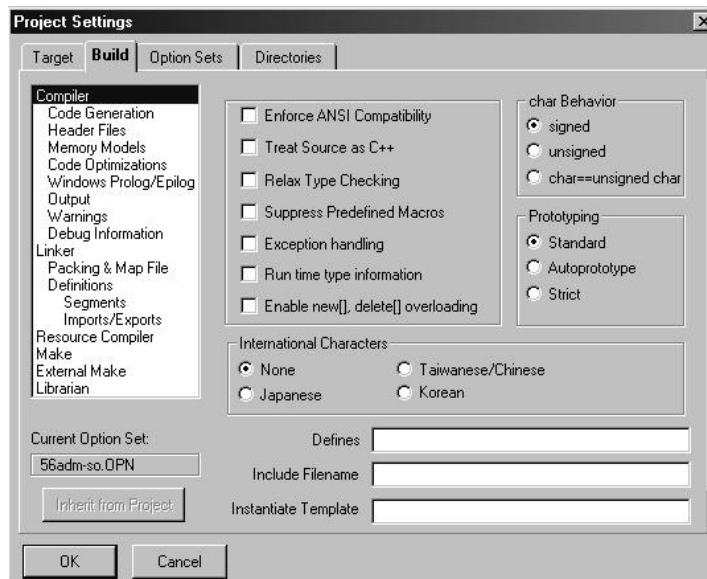 Project Settings
Target
Build
Option Sets
Directories
Compiler
Code Generation
Header Files
Memory Models
Code Optimizations
Windows Prolog/Epilog
Output
Warnings
Debug Information
Linker
Packing & Map File
Definitions
Segments
Imports/Exports
Resource Compiler
Make
External Make
Librarian
Enforce ANSI Compatibility
Treat Source as C++
Relax Type Checking
Suppress Predefined Macros
Exception handling
Run time type information
Enable new[], delete[] overloading
char Behavior
signed
unsigned
char==unsigned char
Prototyping
Standard
Autoprototype
Strict
International Characters
None
Taiwanese/Chinese
Japanese
Korean
Current Option Set:
56adm-so.OPN
Inherit from Project
Defines
Include Filename
Instantiate Template
OK
Cancel